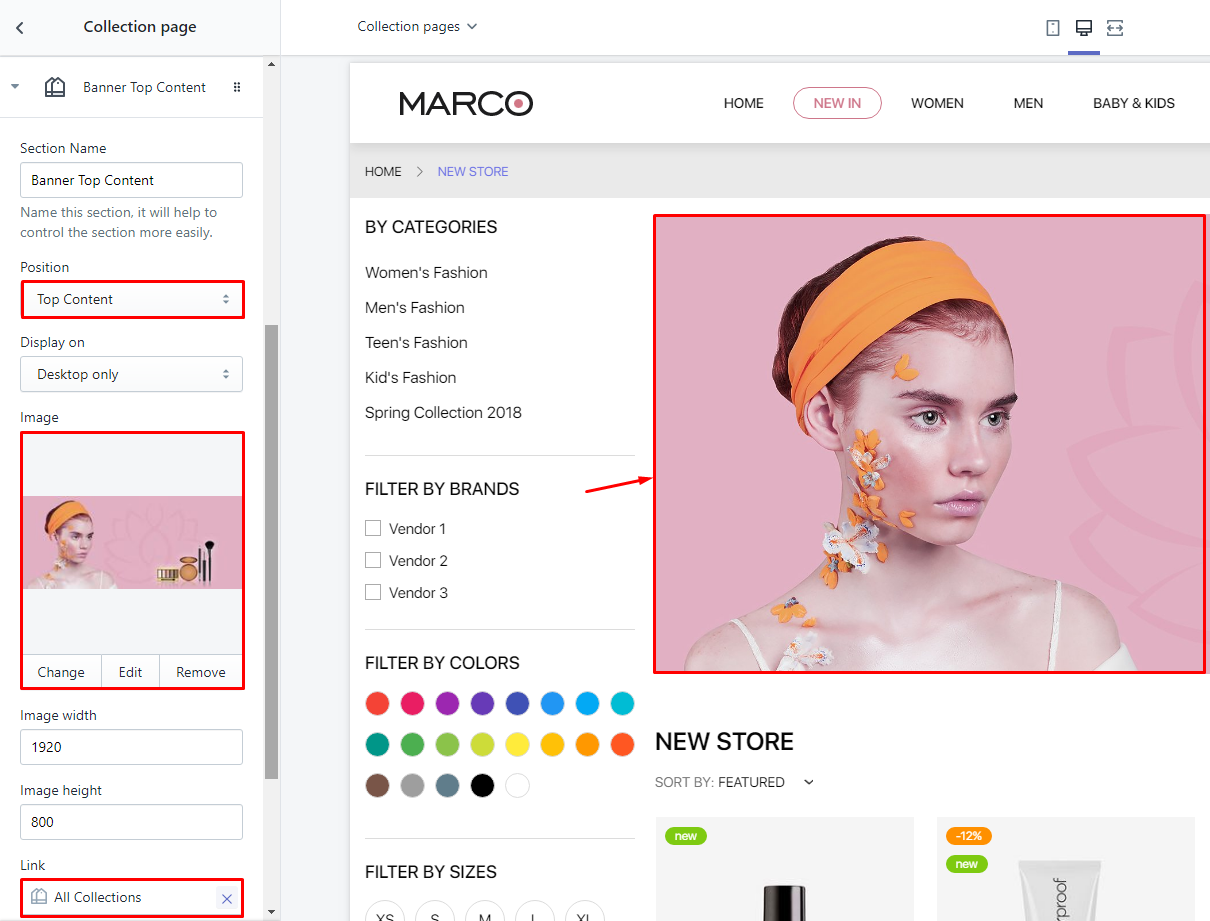 Collection page
Banner Top Content
Section Name
Banner Top Content
Name this section, it will help to
control the section more easily.
Position
Top Content
Display on
Desktop only
Image
Change Edit Remove
Image width
1920
Image height
800
Link
All Collections
Collection pages
MARCO
HOME NEW IN WOMEN MEN BABY & KIDS
HOME NEW STORE
BY CATEGORIES
Women's Fashion
Men's Fashion
Teen's Fashion
Kid's Fashion
Spring Collection 2018
FILTER BY BRANDS
Vendor 1
Vendor 2
Vendor 3
FILTER BY COLORS
FILTER BY SIZES
XS S M L XL
NEW STORE
SORT BY: FEATURED
new
-12%
new
proof